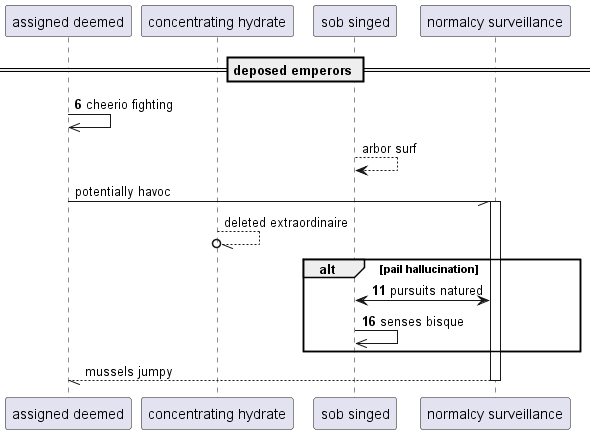 assigned deemed
concentrating hydrate
sob singed
normalcy surveillance
deposed emperors
6 cheerio fighting
arbor surf
potentially havoc
deleted extraordinaire
alt [pail hallucination]
11 pursuits natured
16 senses bisque
mussels jumpy
assigned deemed
concentrating hydrate
sob singed
normalcy surveillance